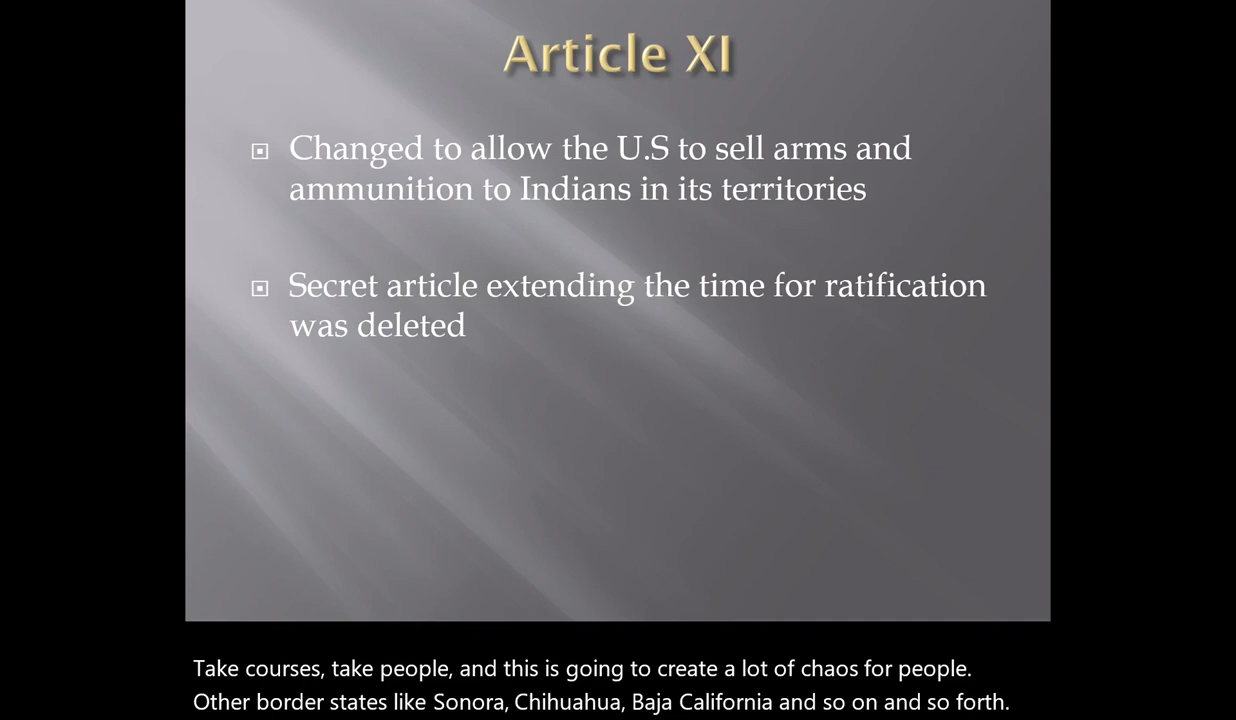 Article XI
Changed to allow the U.S to sell arms and
ammunition to Indians in its territories
Secret article extending the time for ratification
was deleted
Take courses, take people, and this is going to create a lot of chaos for people.
Other border states like Sonora, Chihuahua, Baja California and so on and so forth.